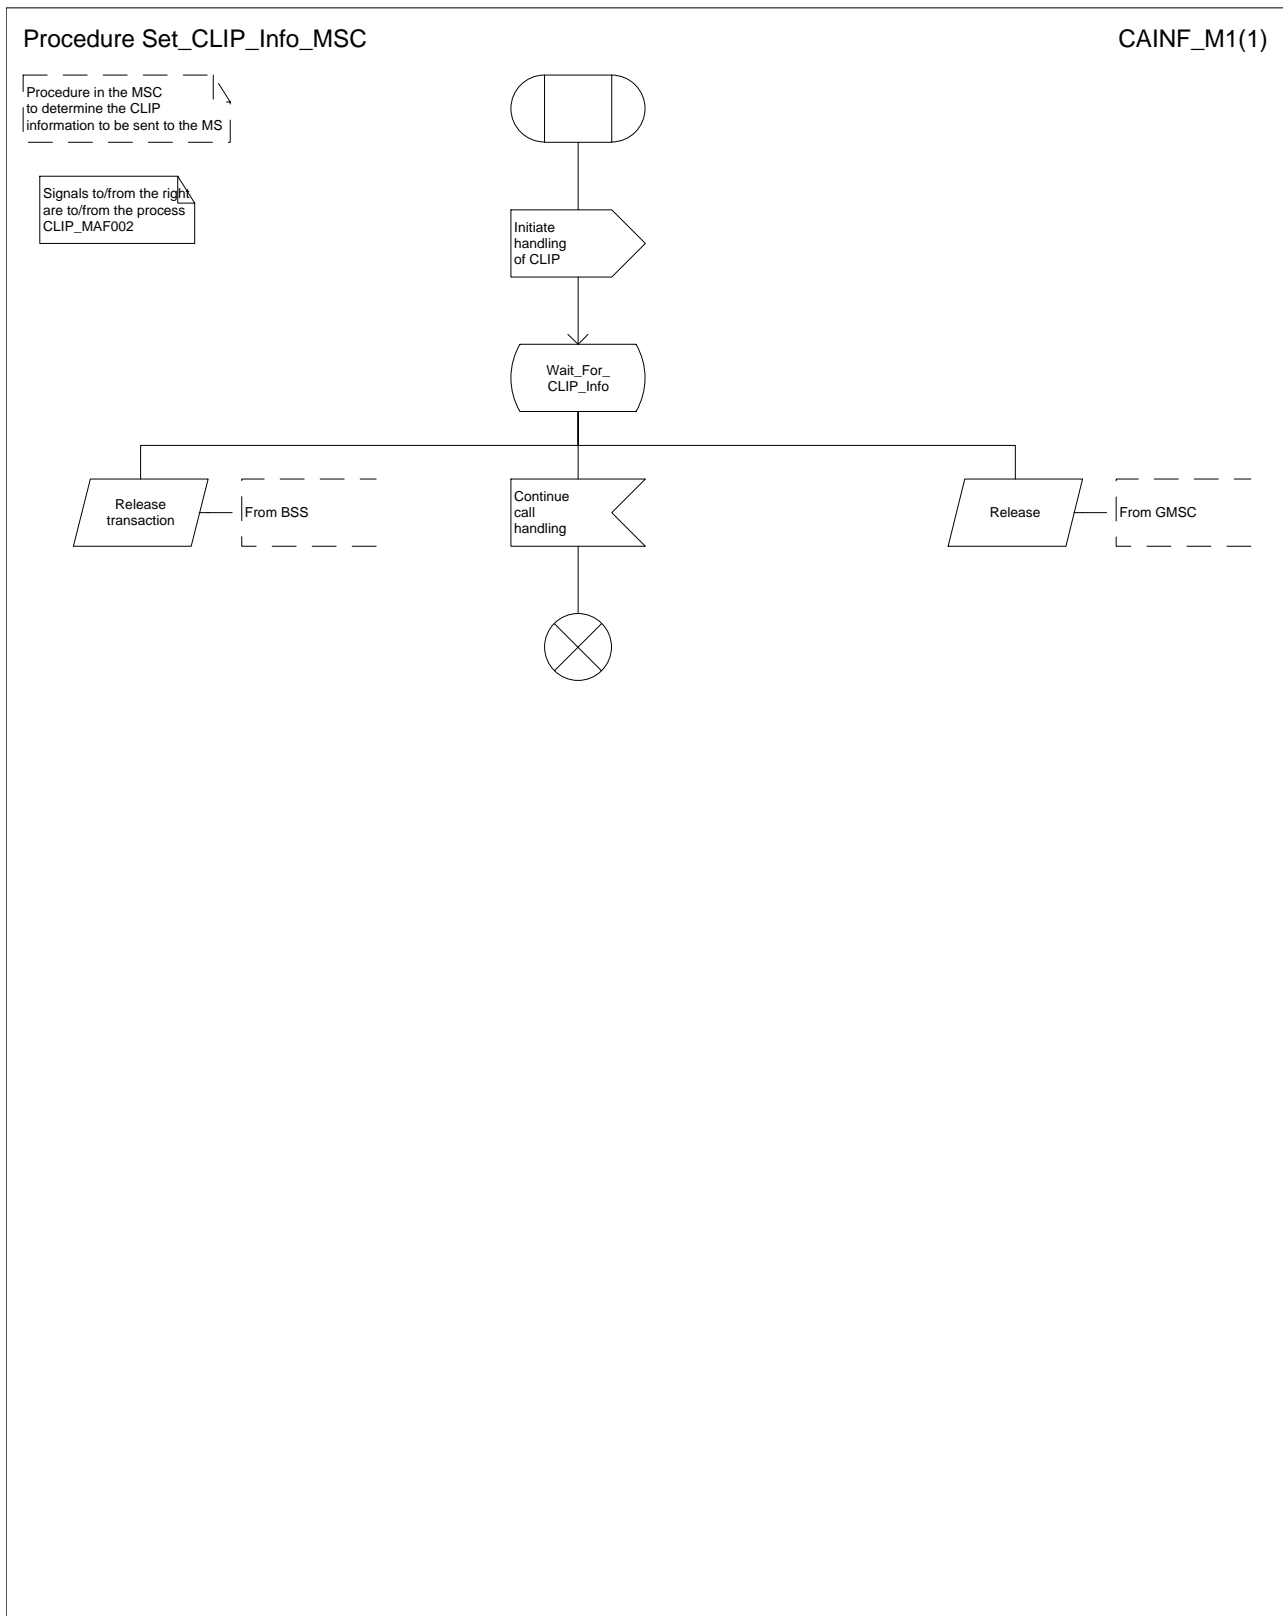 Procedure Set_CLIP_Info_MSC
CAINF_M1(1)
Procedure in the MSC
to determine the CLIP
information to be sent to the MS
Signals to/from the right
are to/from the process
CLIP_MAF002
Initiate
handling
of CLIP
Wait_For_
CLIP_Info
Release
transaction
From BSS
Continue
call
handling
Release
From GMSC